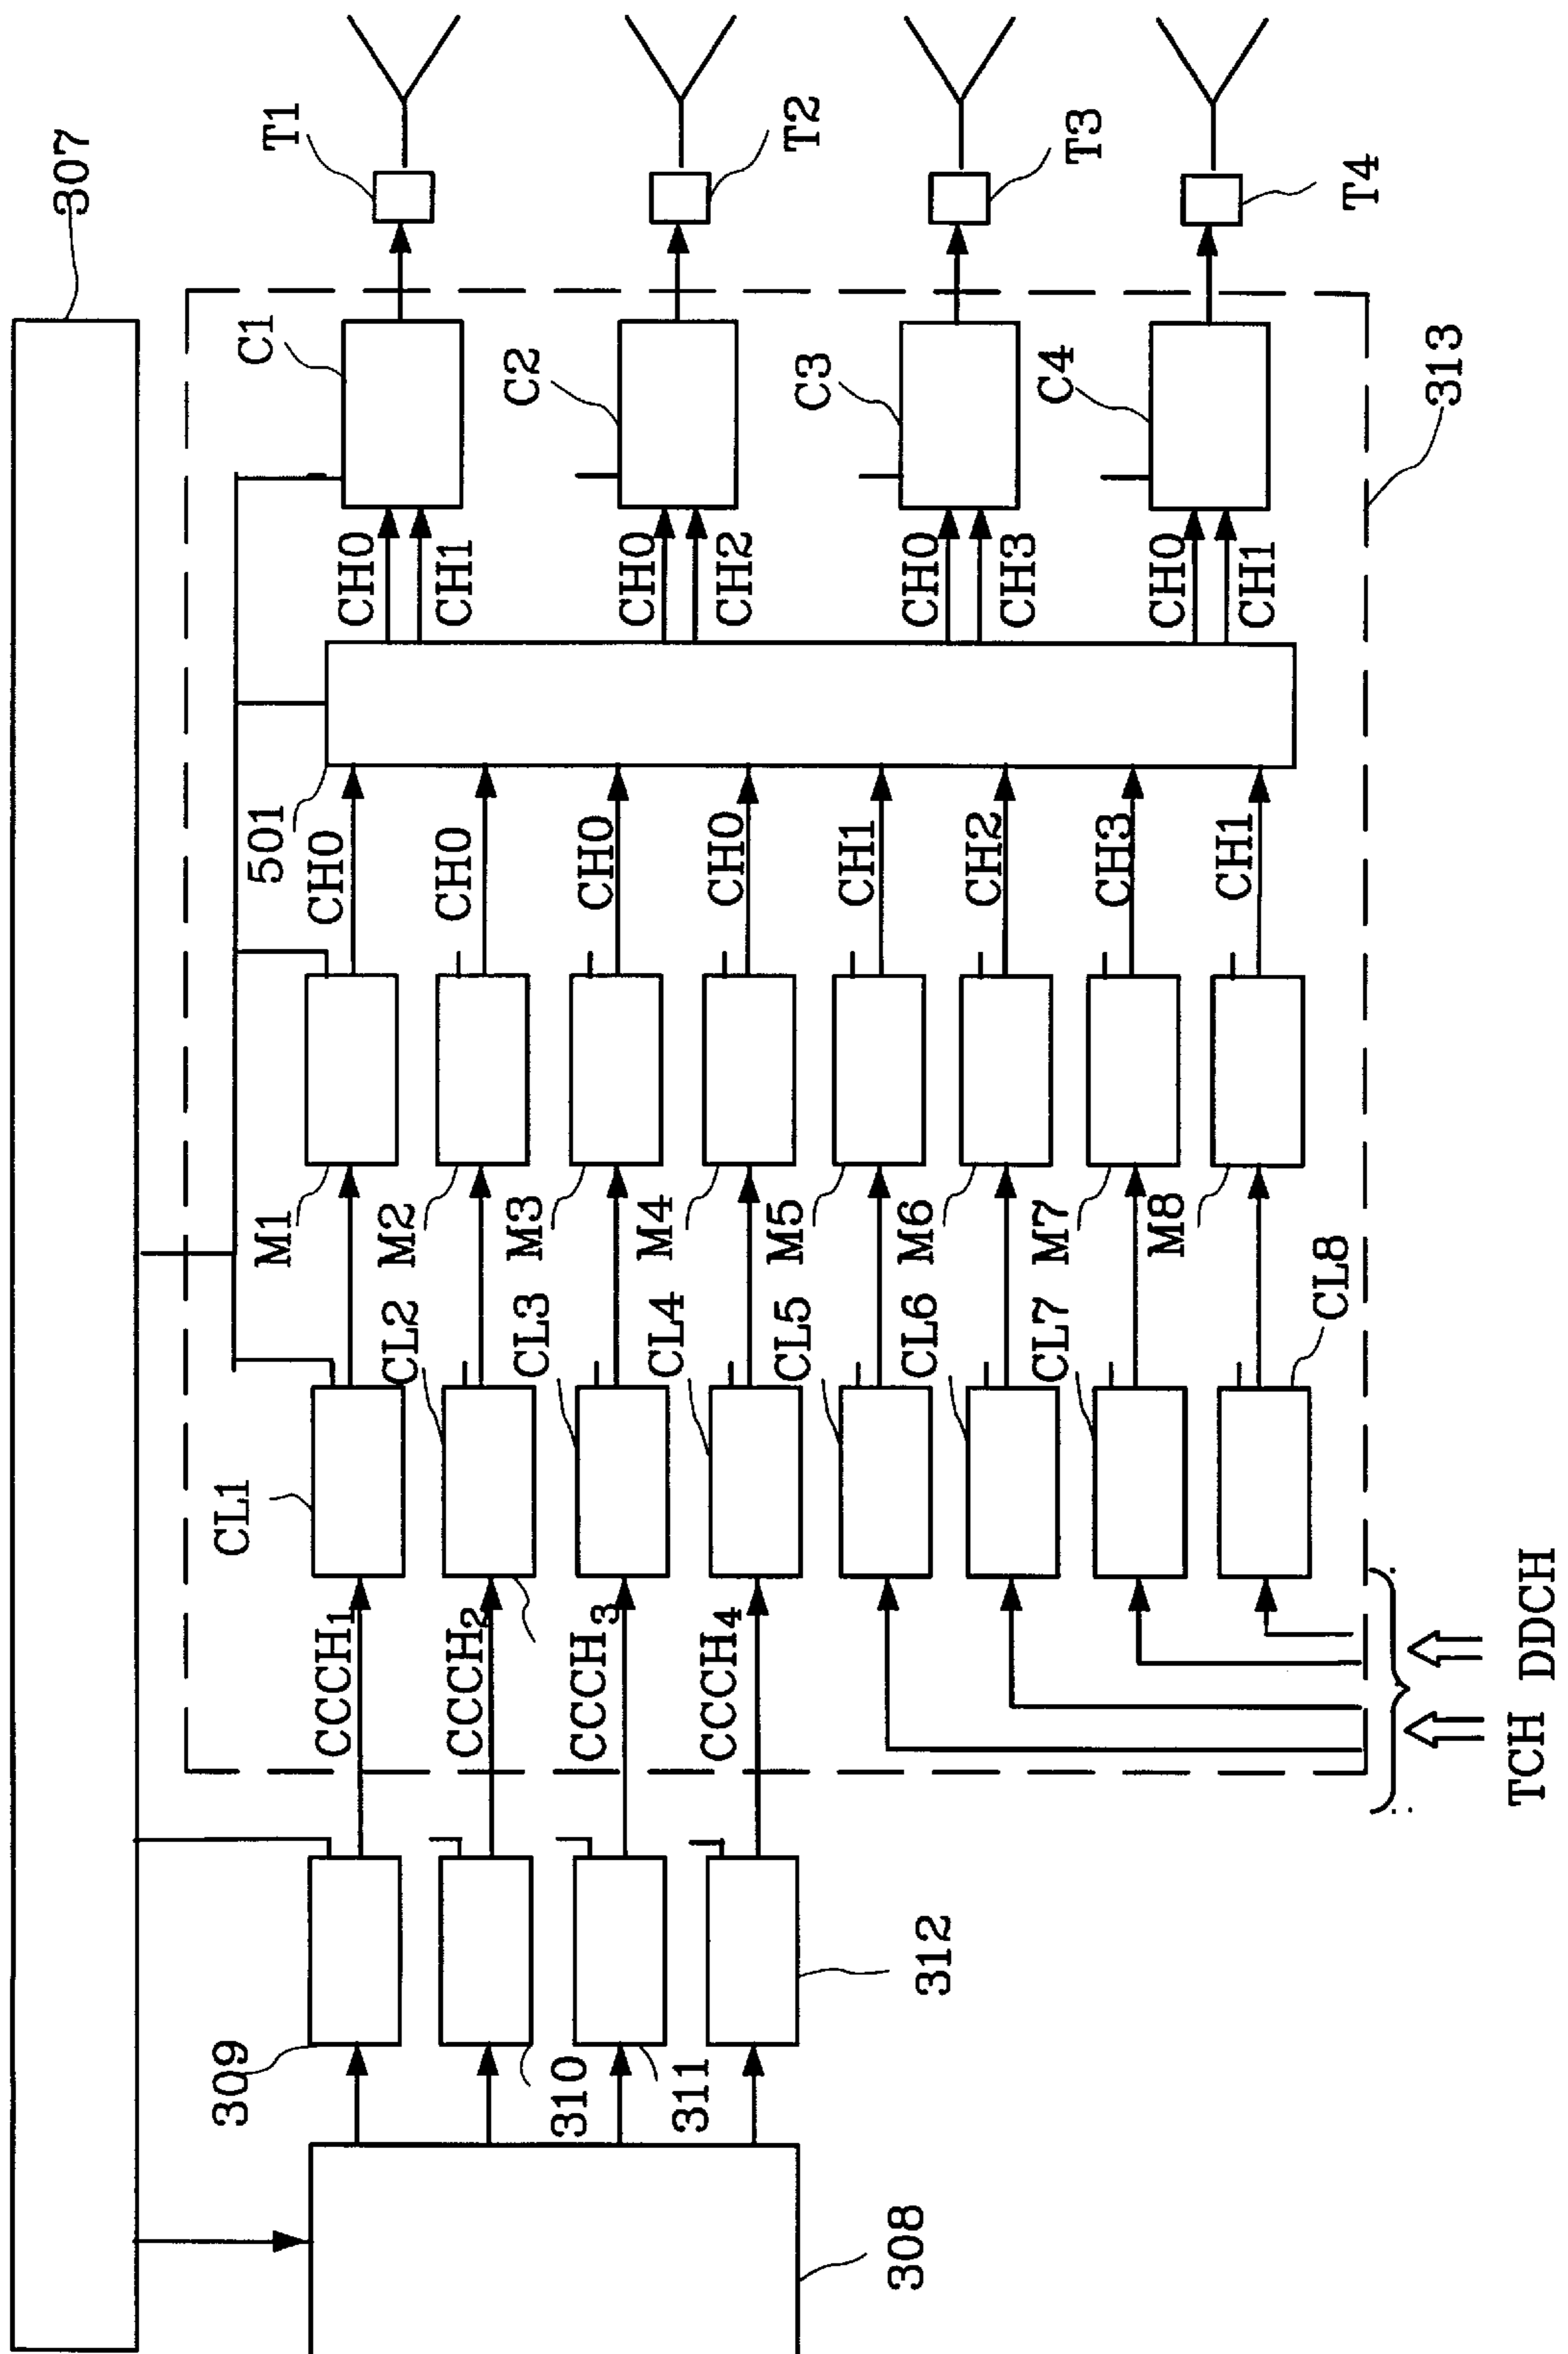 307
T1
T2
T3
T4
C1
C2
C3
C4
313
CH0
CH1
CH0
CH2
CH0
CH3
CH0
CH1
501
CH0
CH0
CH0
CH0
CH1
CH2
CH3
CH1
M1
M2
M3
M4
M5
M6
M7
M8
CL1
CL2
CL3
CL4
CL5
CL6
CL7
CL8
CCCH1
CCCH2
CCCH3
CCCH4
TCH DDCH
309
310
311
312
308